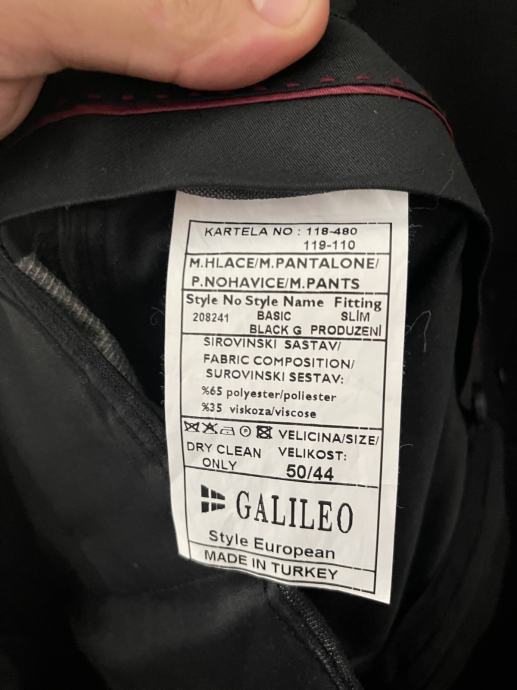 KARTELA NO : 118-480
119-110
M.HLACE/M.PANTALONE/
P.NOHAVICE/M.PANTS
Style No Style Name Fitting
208241 BASIC SLİM
BLACK G PRODUZENİ
SIROVINSKI SASTAV/
FABRIC COMPOSITION/
SUROVINSKI SESTAV:
%65 polyester/poliester
%35 viskoza/viscose
VELICINA/SIZE/
DRY CLEAN VELIKOST:
ONLY 50/44
GALILEO
Style European
MADE IN TURKEY